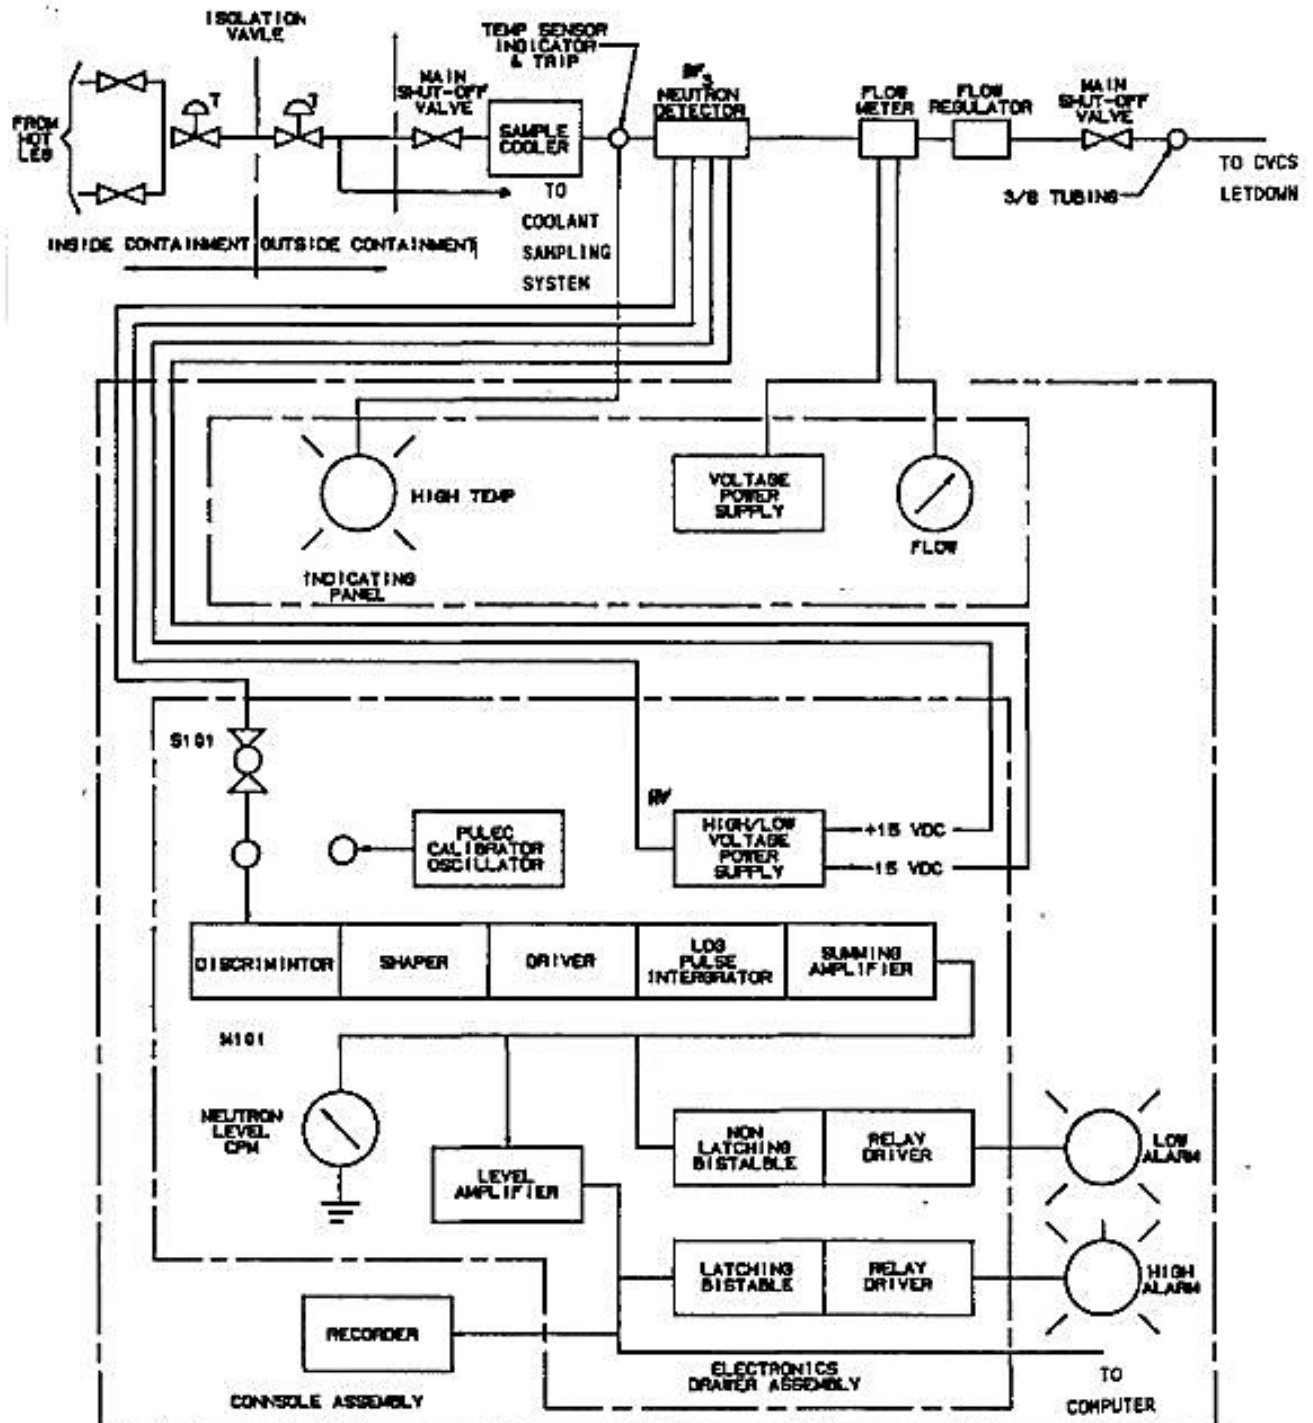 ISOLATION
VAVLE
TEMP SENSOR
INDICATOR
& TRIP
MAIN
SHUT-OFF
VALVE
BF3
NEUTRON
DETECTOR
FLOW
METER
FLOW
REGULATOR
MAIN
SHUT-OFF
VALVE
T
FROM
HOT
LEG
SAMPLE
COOLER
TO CVCS
LETDOWN
3/8 TUBING
TO
COOLANT
SAMPLING
SYSTEM
INSIDE CONTAINMENT
OUTSIDE CONTAINMENT
HIGH TEMP
VOLTAGE
POWER
SUPPLY
FLOW
INDICATING
PANEL
S101
HV
PULEC
CALIBRATOR
OSCILLATOR
HIGH/LOW
VOLTAGE
POWER
SUPPLY
+15 VDC
-15 VDC
DISCRIMINTOR
SHAPER
DRIVER
LOG
PULSE
INTERGRATOR
SUMMING
AMPLIFIER
M101
NEUTRON
LEVEL
CPM
NON
LATCHING
BISTALBLE
RELAY
DRIVER
LOW
ALARM
LEVEL
AMPLIFIER
LATCHING
BISTABLE
RELAY
DRIVER
HIGH
ALARM
RECORDER
ELECTRONICS
DRAWER ASSEMBLY
TO
COMPUTER
CONNSOLE ASSEMBLY